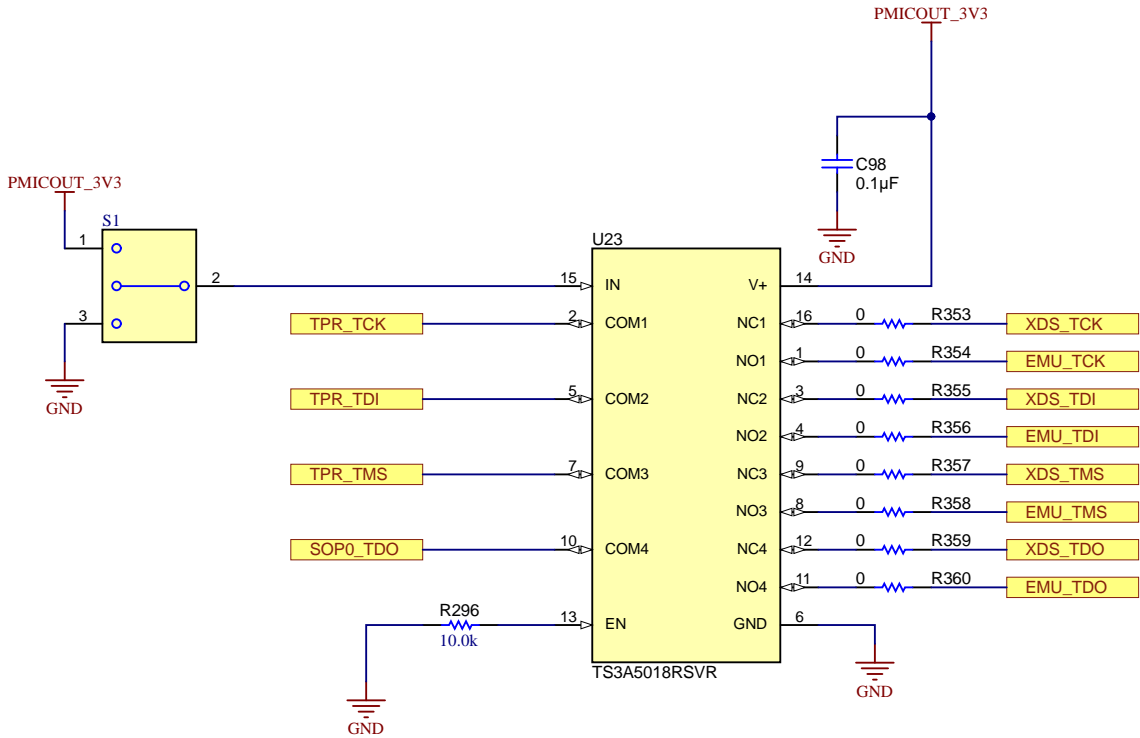 PMICOUT_3V3
C98
0.1µF
GND
PMICOUT_3V3
S1
1
2
3
GND
U23
15 IN V+ 14
TPR_TCK 2 COM1 NC1 16 0 R353 XDS_TCK
NO1 1 0 R354 EMU_TCK
TPR_TDI 5 COM2 NC2 3 0 R355 XDS_TDI
NO2 4 0 R356 EMU_TDI
TPR_TMS 7 COM3 NC3 9 0 R357 XDS_TMS
NO3 8 0 R358 EMU_TMS
SOP0_TDO 10 COM4 NC4 12 0 R359 XDS_TDO
NO4 11 0 R360 EMU_TDO
R296
10.0k
13 EN GND 6
TS3A5018RSVR
GND
GND